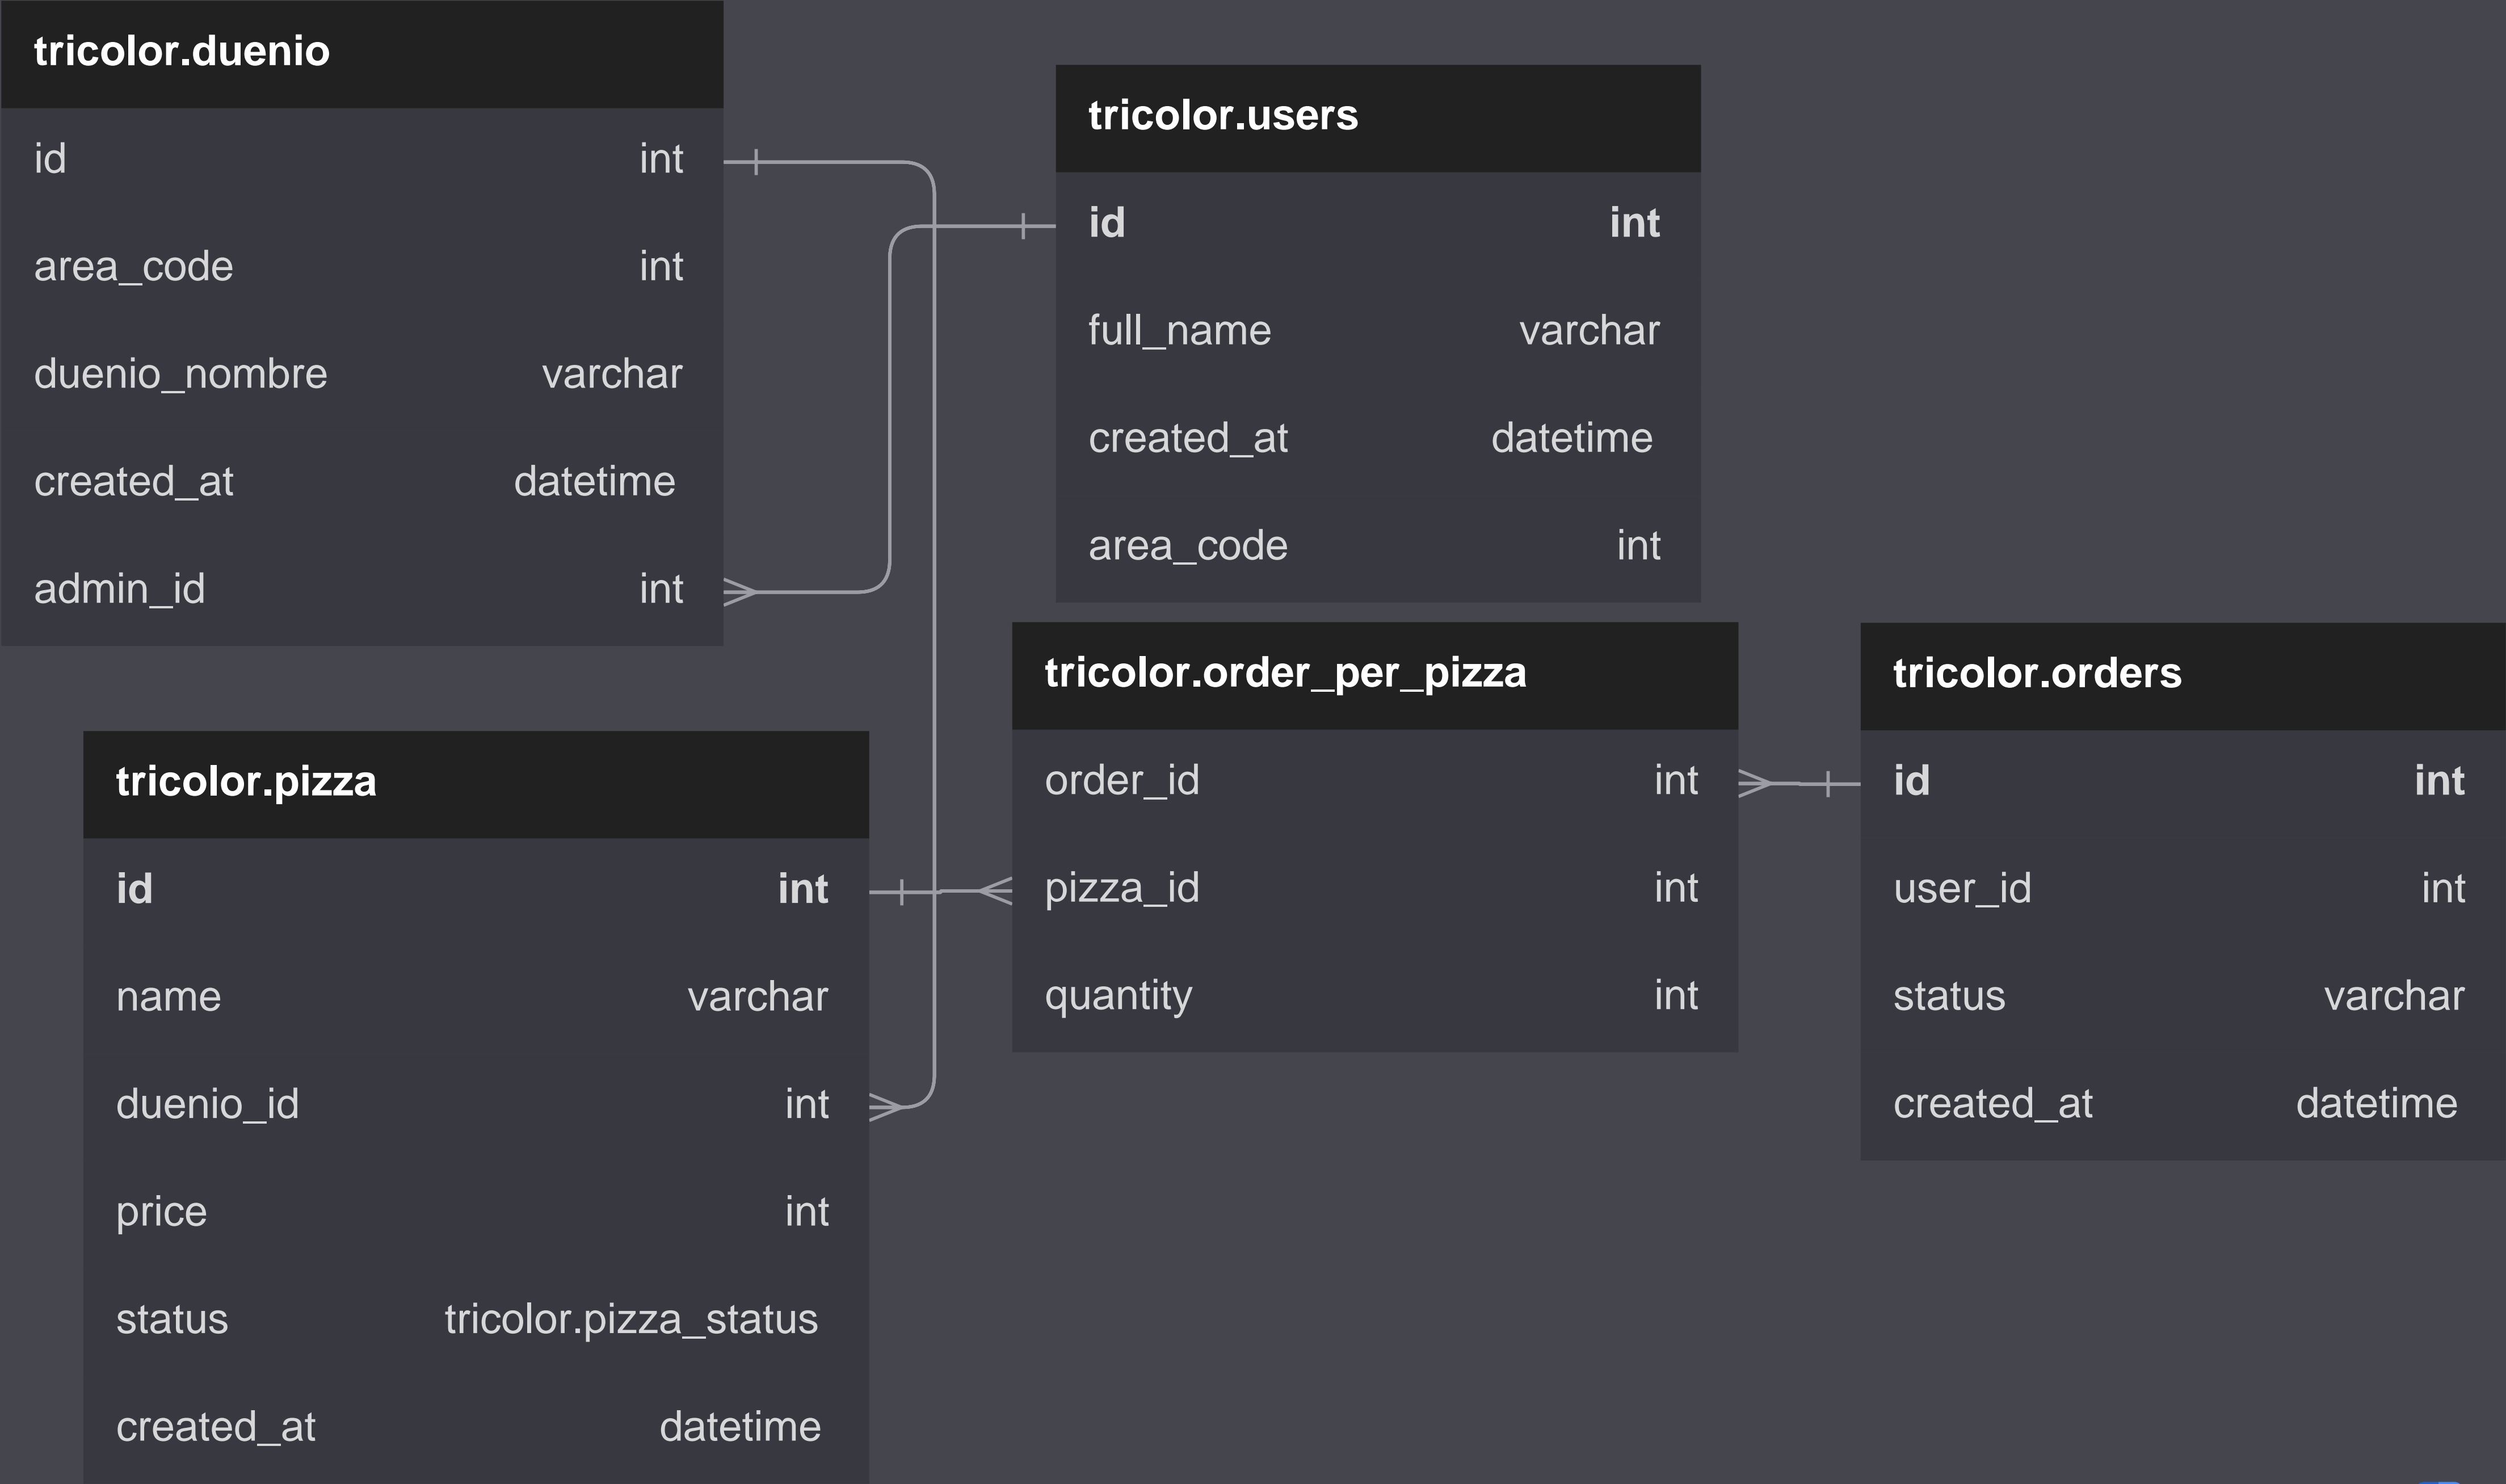 tricolor.duenio
id int
area_code int
duenio_nombre varchar
created_at datetime
admin_id int
tricolor.users
id int
full_name varchar
created_at datetime
area_code int
tricolor.order_per_pizza
order_id int
pizza_id int
quantity int
tricolor.orders
id int
user_id int
status varchar
created_at datetime
tricolor.pizza
id int
name varchar
duenio_id int
price int
status tricolor.pizza_status
created_at datetime